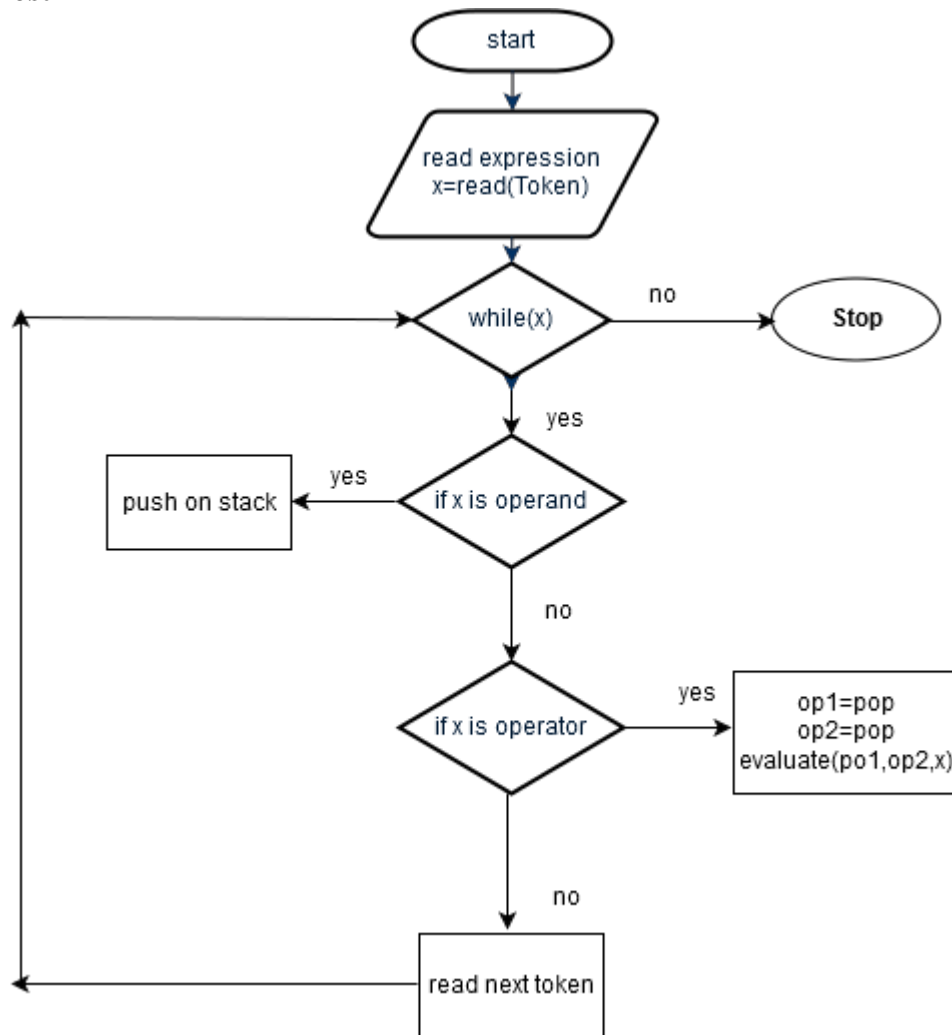 start
read expression
x=read(Token)
while(x)
no
Stop
yes
if x is operand
yes
push on stack
no
if x is operator
yes
op1=pop
op2=pop
evaluate(po1,op2,x)
no
read next token